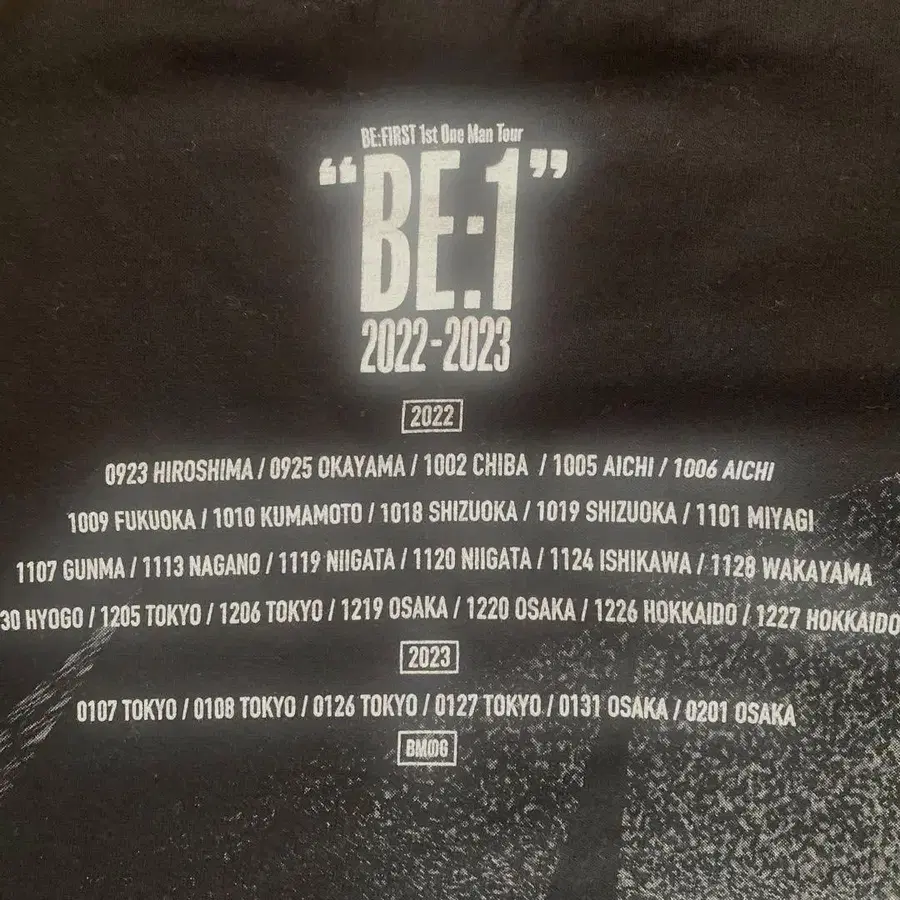 BE:FIRST 1st One Man Tour
“BE:1”
2022-2023
2022
0923 HIROSHIMA / 0925 OKAYAMA / 1002 CHIBA / 1005 AICHI / 1006 AICHI
1009 FUKUOKA / 1010 KUMAMOTO / 1018 SHIZUOKA / 1019 SHIZUOKA / 1101 MIYAGI
1107 GUNMA / 1113 NAGANO / 1119 NIIGATA / 1120 NIIGATA / 1124 ISHIKAWA / 1128 WAKAYAMA
30 HYOGO / 1205 TOKYO / 1206 TOKYO / 1219 OSAKA / 1220 OSAKA / 1226 HOKKAIDO / 1227 HOKKAIDO
2023
0107 TOKYO / 0108 TOKYO / 0126 TOKYO / 0127 TOKYO / 0131 OSAKA / 0201 OSAKA
BMSG